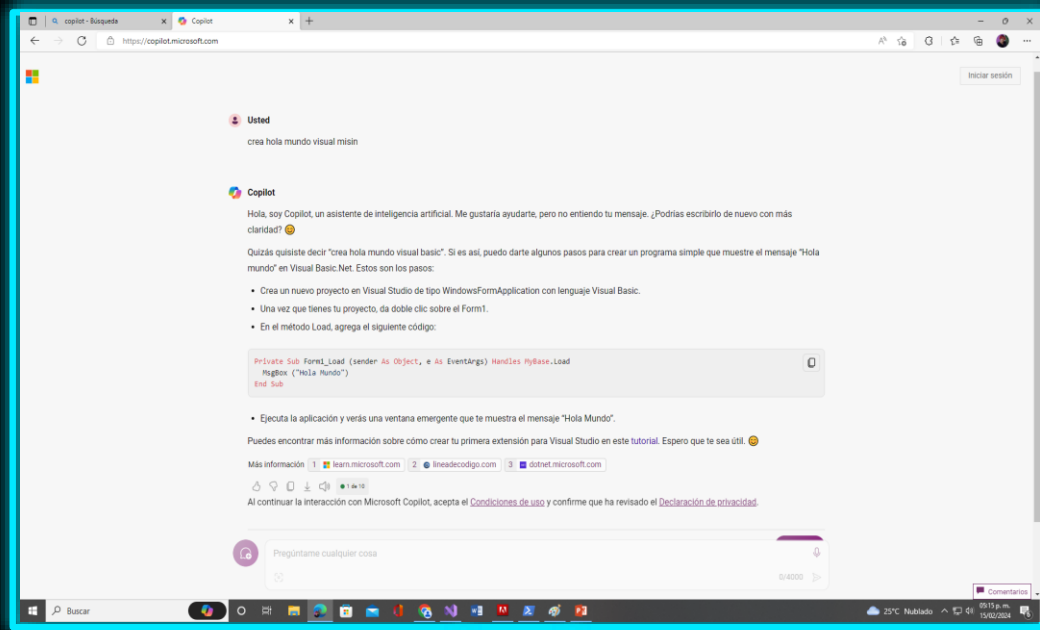 copilot - Búsqueda
Copilot
https://copilot.microsoft.com
Iniciar sesión
Usted
crea hola mundo visual misin
Copilot
Hola, soy Copilot, un asistente de inteligencia artificial. Me gustaría ayudarte, pero no entiendo tu mensaje. ¿Podrías escribirlo de nuevo con más
claridad? 😊
Quizás quisiste decir "crea hola mundo visual basic". Si es así, puedo darte algunos pasos para crear un programa simple que muestre el mensaje "Hola
mundo" en Visual Basic.Net. Estos son los pasos:
• Crea un nuevo proyecto en Visual Studio de tipo WindowsFormApplication con lenguaje Visual Basic.
• Una vez que tienes tu proyecto, da doble clic sobre el Form1.
• En el método Load, agrega el siguiente código:
Private Sub Form1_Load (sender As Object, e As EventArgs) Handles MyBase.Load
MsgBox ("Hola Mundo")
End Sub
• Ejecuta la aplicación y verás una ventana emergente que te muestra el mensaje "Hola Mundo".
Puedes encontrar más información sobre cómo crear tu primera extensión para Visual Studio en este tutorial. Espero que te sea útil. 😊
Más información 1 learn.microsoft.com 2 lineadecodigo.com 3 dotnet.microsoft.com
1 de 10
Al continuar la interacción con Microsoft Copilot, acepta el Condiciones de uso y confirme que ha revisado el Declaración de privacidad.
Pregúntame cualquier cosa
0/4000
Comentarios
Buscar
25°C Nublado
05:15 p. m.
15/02/2024